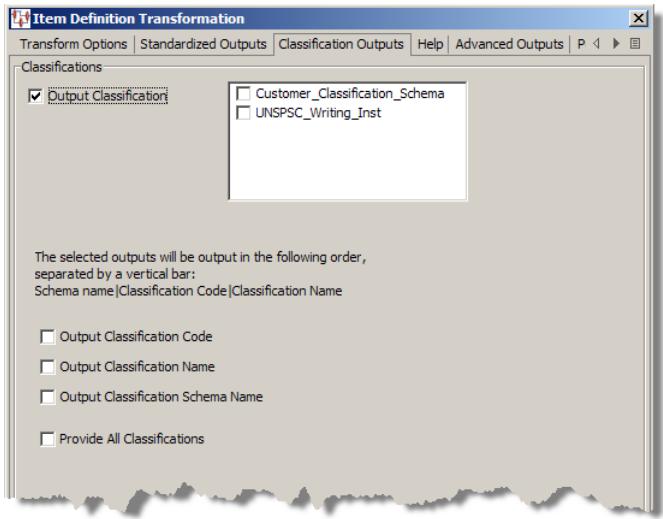 Item Definition Transformation
Transform Options Standardized Outputs Classification Outputs Help Advanced Outputs P
Classifications
Output Classification
Customer_Classification_Schema
UNSPSC_Writing_Inst
The selected outputs will be output in the following order,
separated by a vertical bar:
Schema name|Classification Code|Classification Name
Output Classification Code
Output Classification Name
Output Classification Schema Name
Provide All Classifications